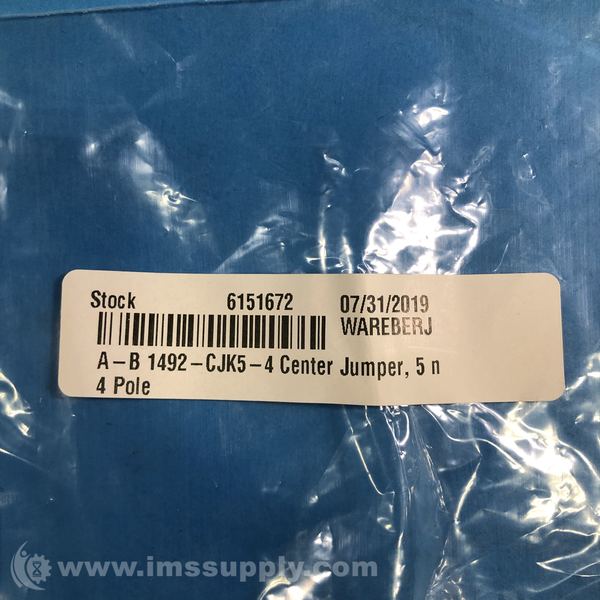 Stock 6151672 07/31/2019
WAREBERJ
A-B 1492-CJK5-4 Center Jumper, 5 n
4 Pole
www.imssupply.com